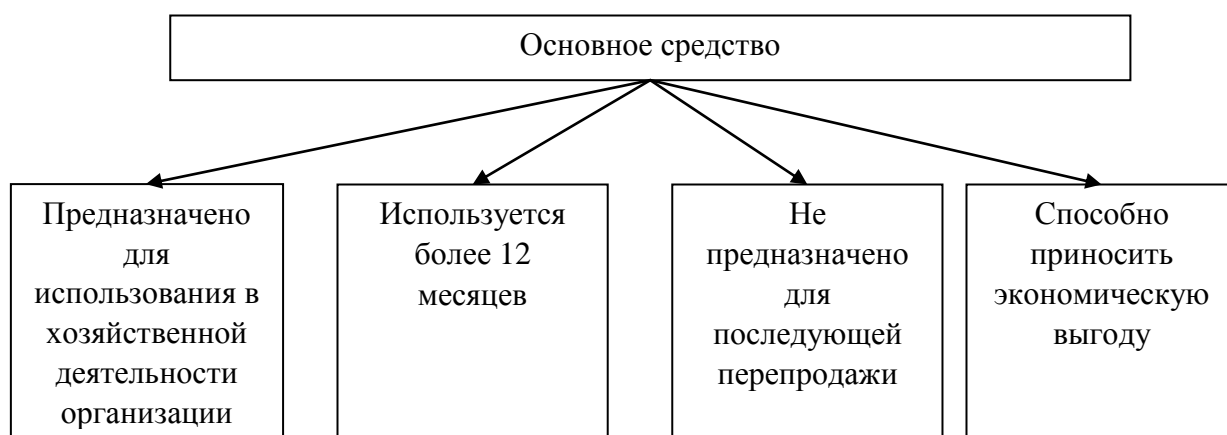 Основное средство
Предназначено
для
использования в
хозяйственной
деятельности
организации
Используется
более 12
месяцев
Не
предназначено
для
последующей
перепродажи
Способно
приносить
экономическую
выгоду